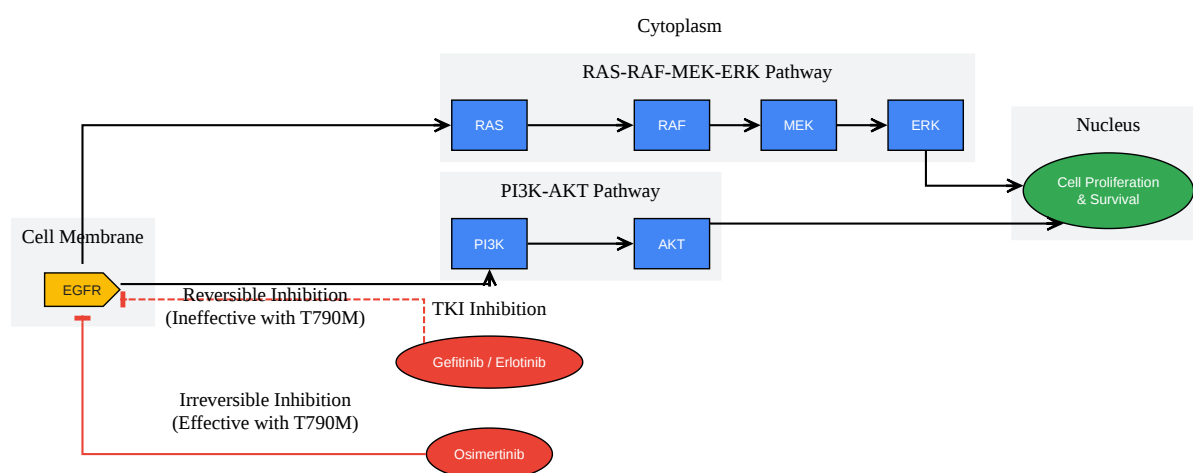 Cytoplasm
RAS-RAF-MEK-ERK Pathway
RAS
RAF
MEK
ERK
Nucleus
Cell Proliferation
& Survival
PI3K-AKT Pathway
PI3K
AKT
Cell Membrane
EGFR
Reversible Inhibition
(Ineffective with T790M)
TKI Inhibition
Gefitinib / Erlotinib
Irreversible Inhibition
(Effective with T790M)
Osimertinib